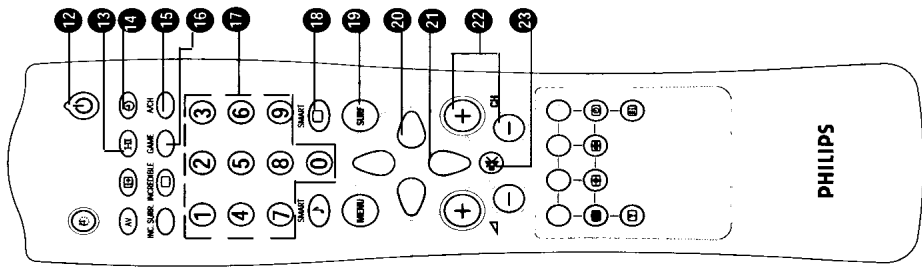 12 13 14 15 16 17 18 19 20 21 22 23
AV I-II
INC. SURR. INCREDIBLE GAME A/CH
1 2 3
4 5 6
7 8 9
SMART 0 SMART
MENU SURF
+ +
CH
- -
PHILIPS